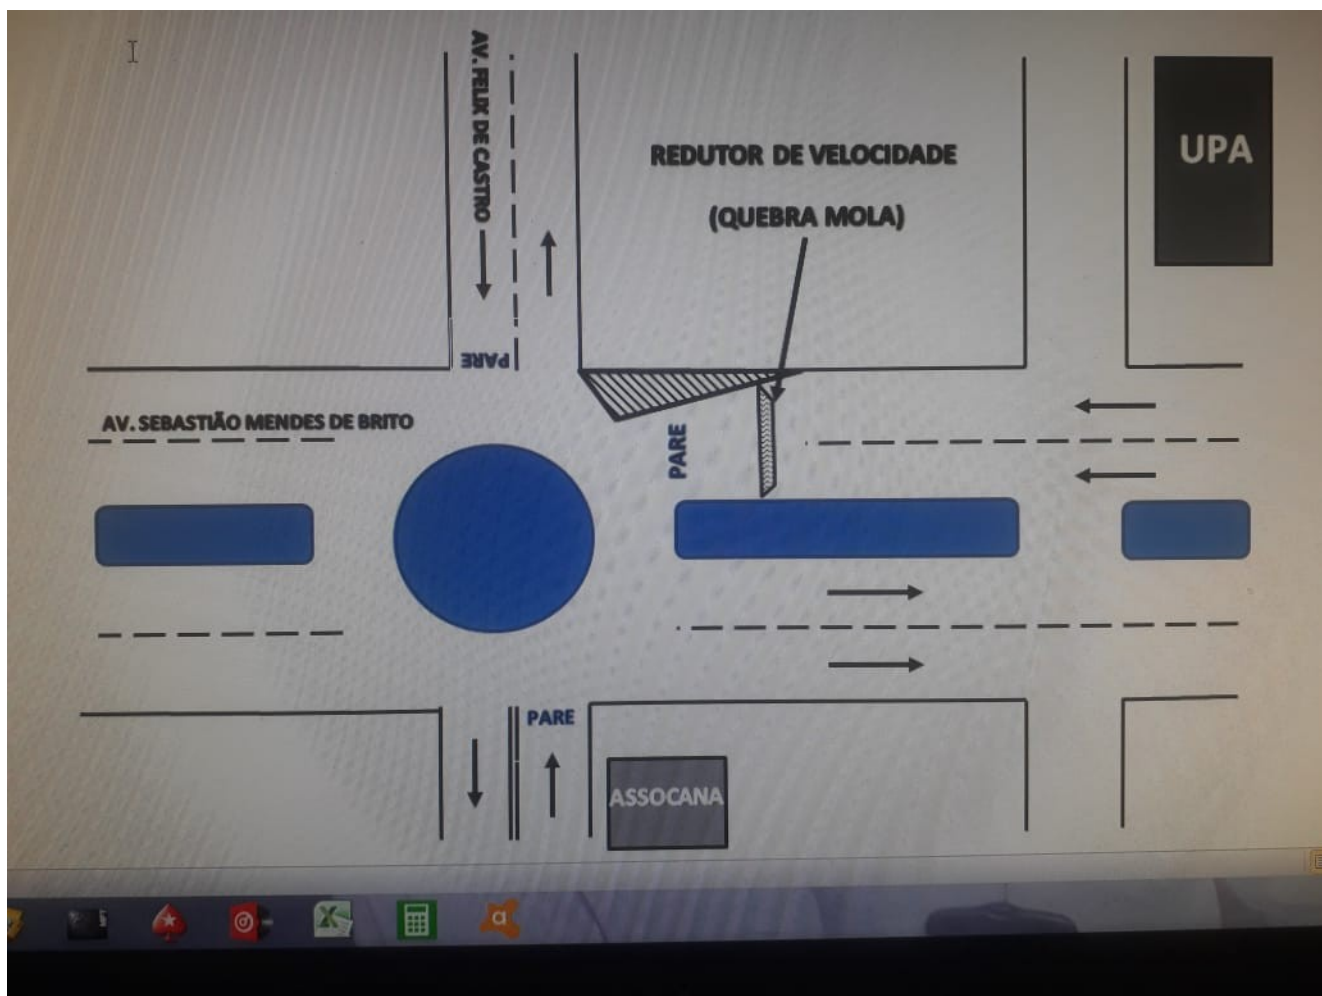 AV. FELIX DE CASTRO
REDUTOR DE VELOCIDADE
(QUEBRA MOLA)
UPA
PARE
AV. SEBASTIÃO MENDES DE BRITO
PARE
PARE
ASSOCANA